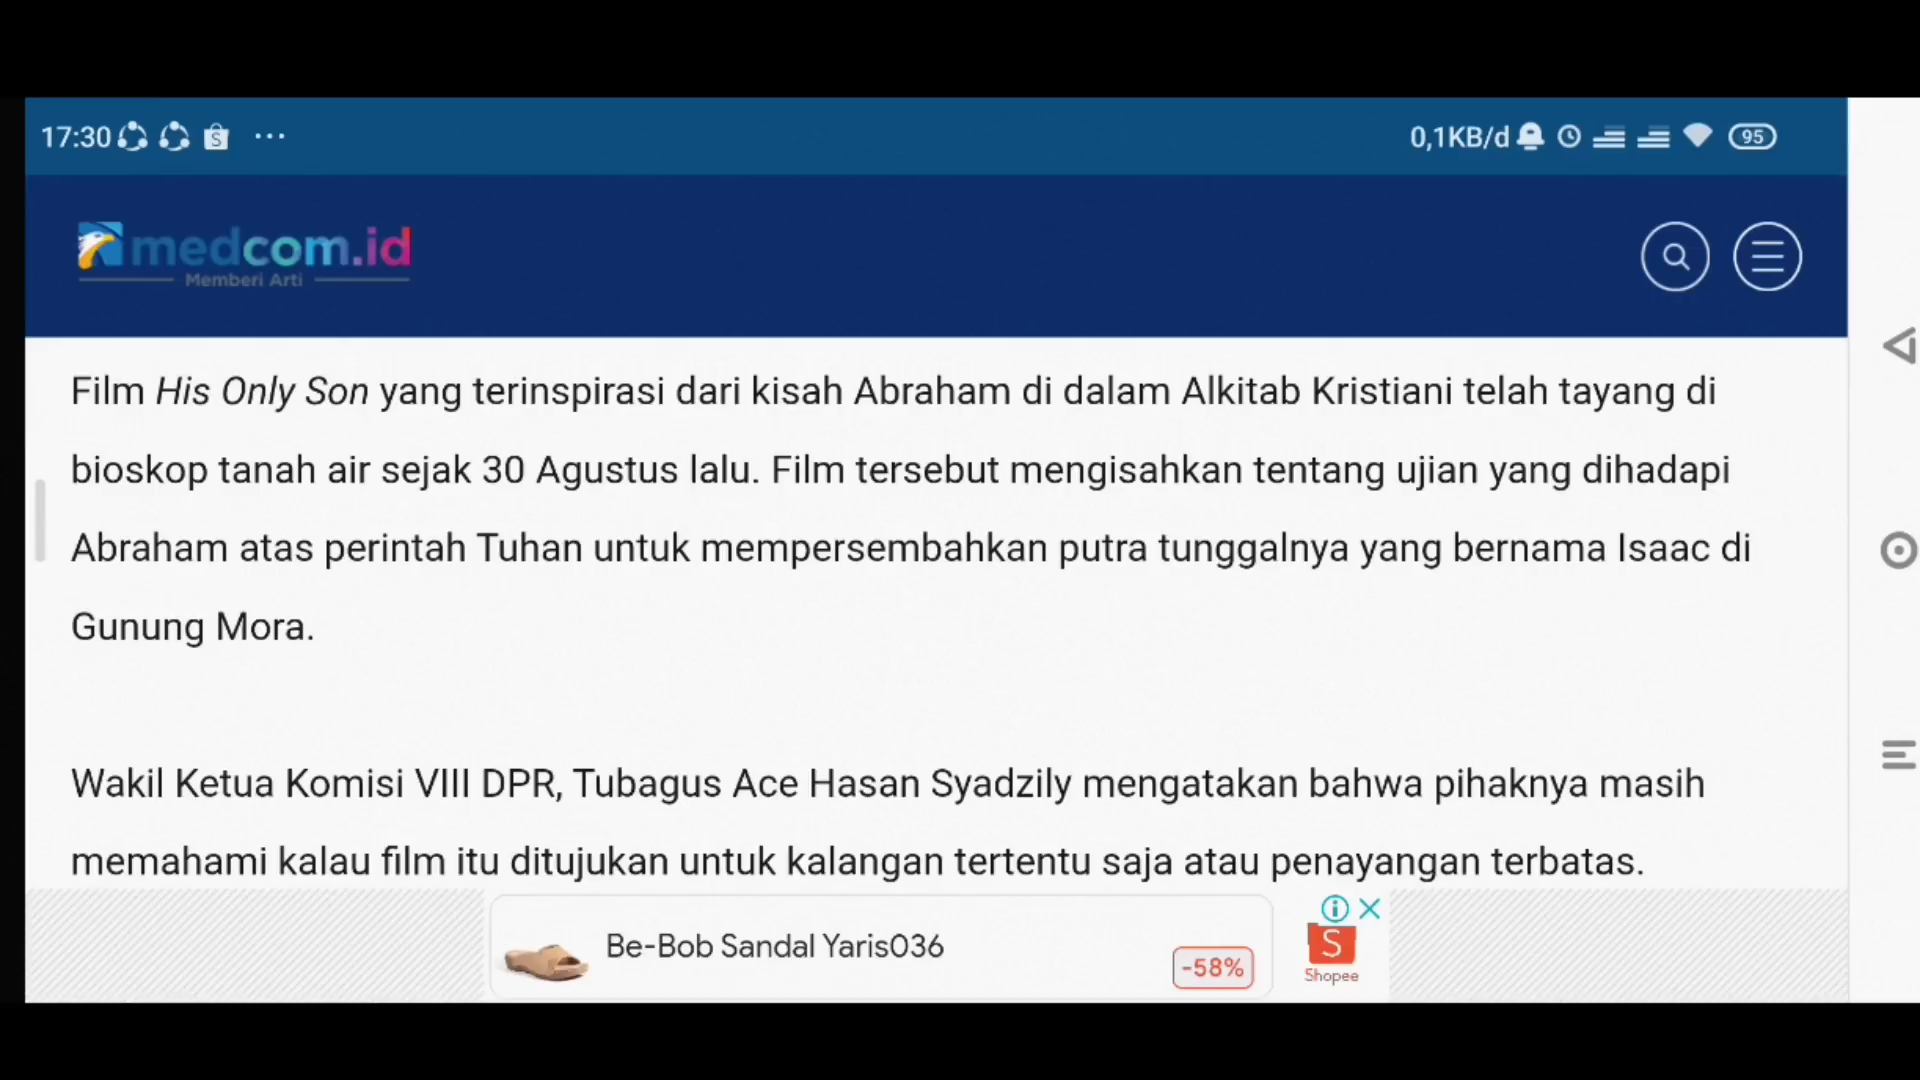 17:30
0,1KB/d
95
medcom.id
Memberi Arti
Film His Only Son yang terinspirasi dari kisah Abraham di dalam Alkitab Kristiani telah tayang di
bioskop tanah air sejak 30 Agustus lalu. Film tersebut mengisahkan tentang ujian yang dihadapi
Abraham atas perintah Tuhan untuk mempersembahkan putra tunggalnya yang bernama Isaac di
Gunung Mora.
Wakil Ketua Komisi VIII DPR, Tubagus Ace Hasan Syadzily mengatakan bahwa pihaknya masih
memahami kalau film itu ditujukan untuk kalangan tertentu saja atau penayangan terbatas.
Be-Bob Sandal Yaris036
-58%
S
Shopee